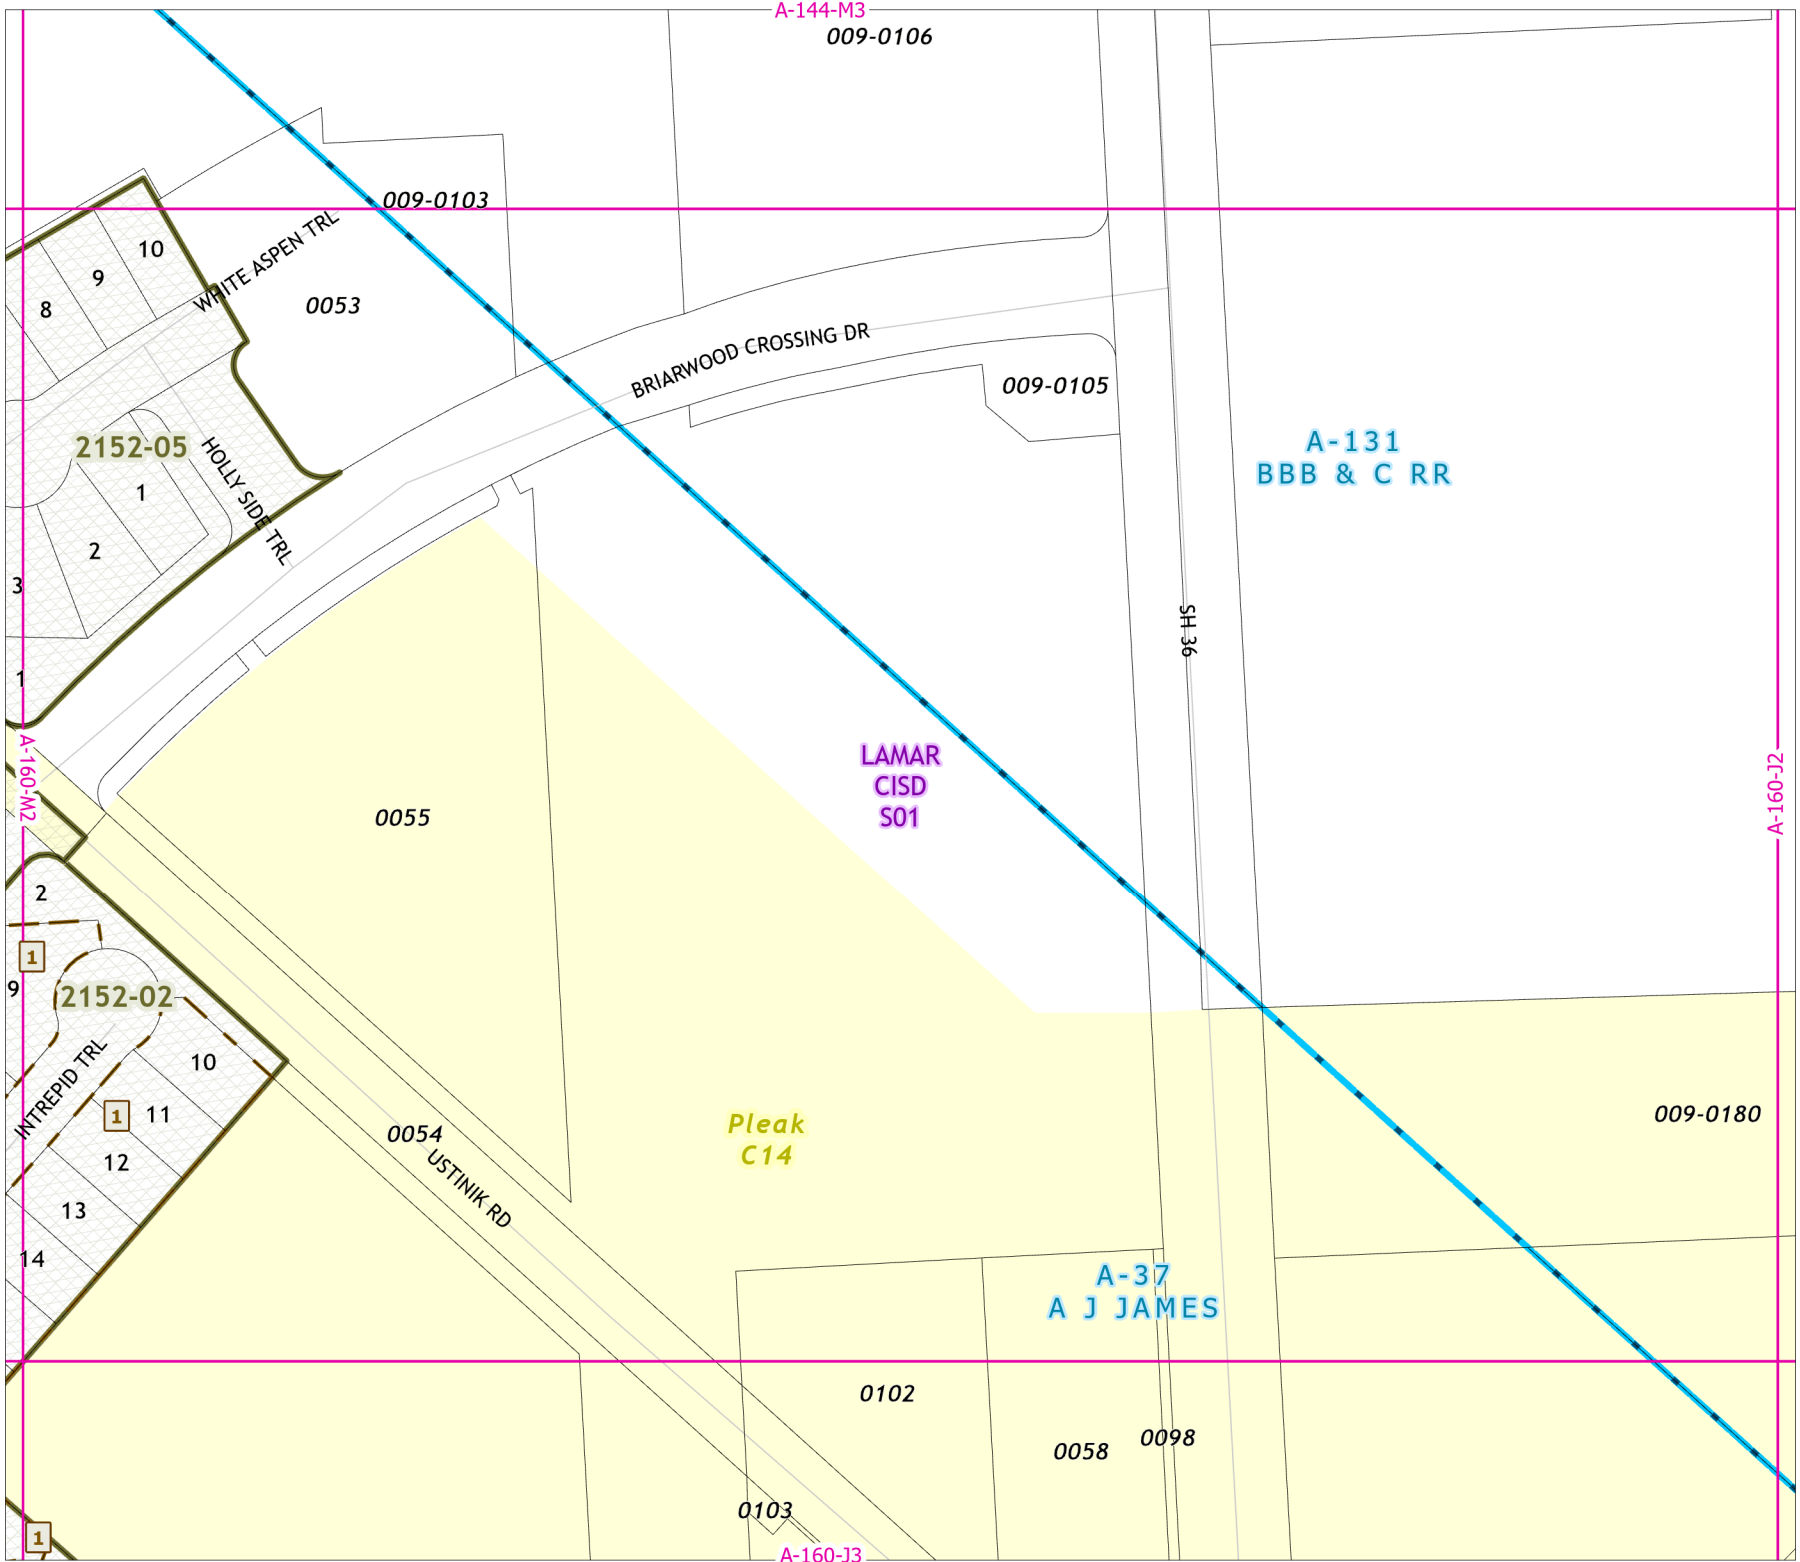 A-144-M3
009-0106
009-0103
WHITE ASPEN TRL
10
9
8
0053
BRIARWOOD CROSSING DR
009-0105
A-131
BBB & C RR
2152-05
HOLLY SIDE TRL
1
2
3
1
SH 36
A-160-M2
LAMAR
CISD
S01
A-160-J2
0055
2
1
9
2152-02
INTREPID TRL
10
1
11
12
13
14
0054
USTINIK RD
Pleak
C14
009-0180
A-37
A J JAMES
0102
0058
0098
0103
1
A-160-J3